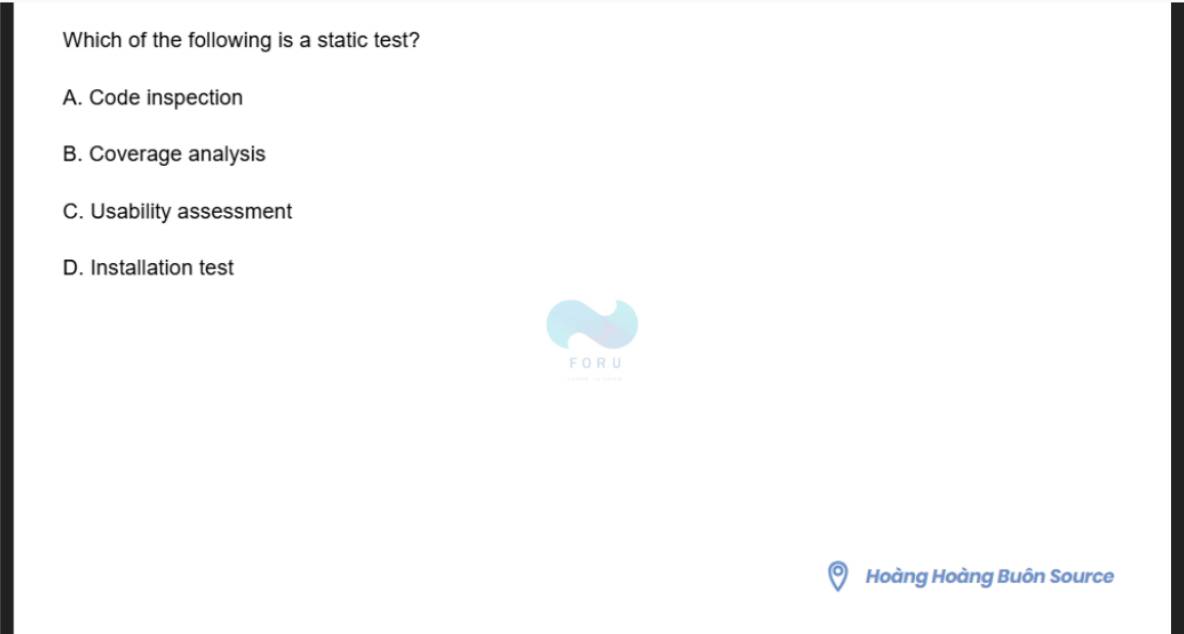 Which of the following is a static test?
A. Code inspection
B. Coverage analysis
C. Usability assessment
D. Installation test
FORU
Hoàng Hoàng Buôn Source